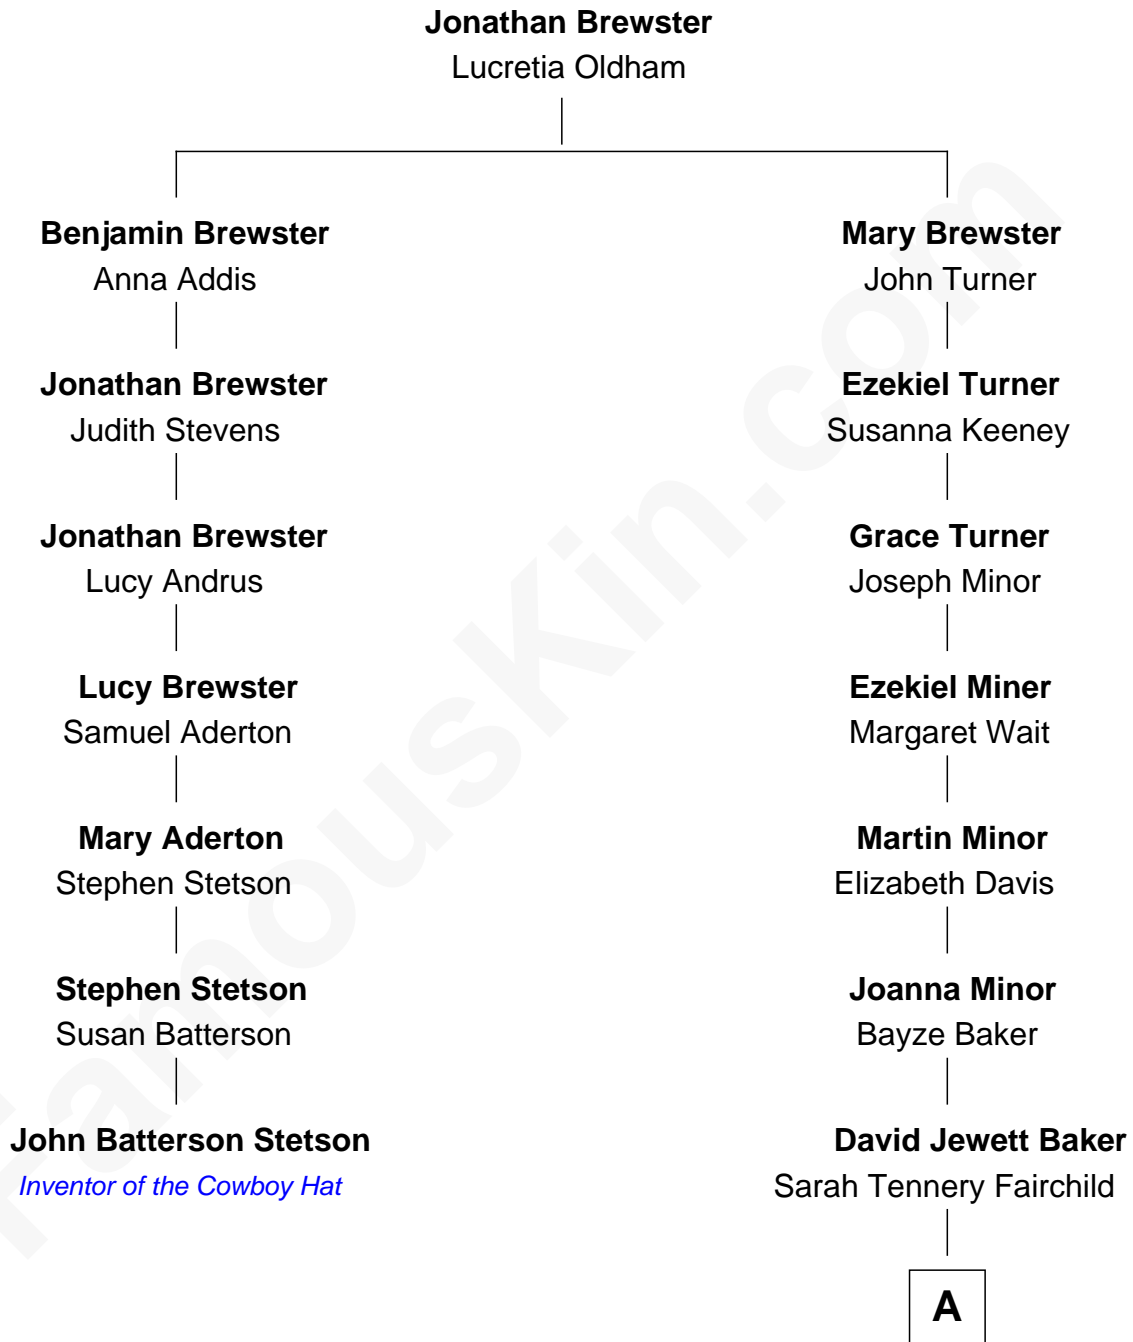 Jonathan Brewster
Lucretia Oldham
Benjamin Brewster
Anna Addis
Jonathan Brewster
Judith Stevens
Jonathan Brewster
Lucy Andrus
Lucy Brewster
Samuel Aderton
Mary Aderton
Stephen Stetson
Stephen Stetson
Susan Batterson
John Batterson Stetson
Inventor of the Cowboy Hat
Mary Brewster
John Turner
Ezekiel Turner
Susanna Keeney
Grace Turner
Joseph Minor
Ezekiel Miner
Margaret Wait
Martin Minor
Elizabeth Davis
Joanna Minor
Bayze Baker
David Jewett Baker
Sarah Tennery Fairchild
A
FamousKin.com